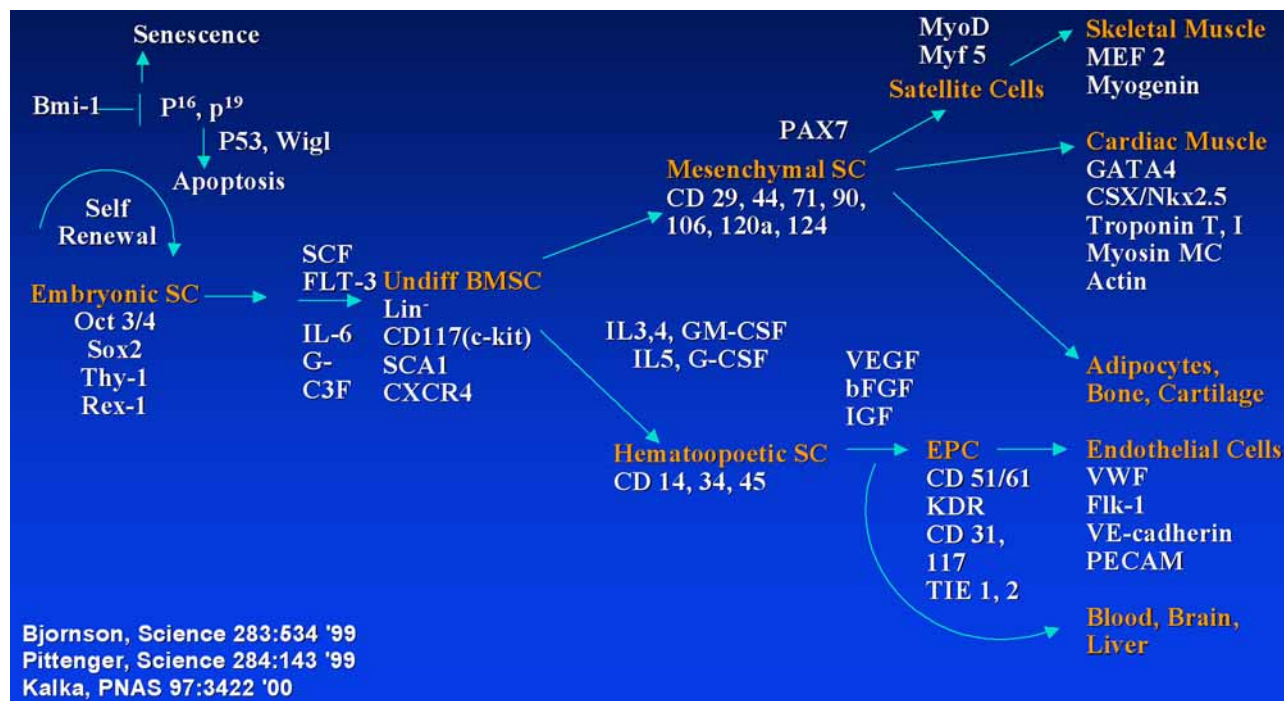 Senescence
Bmi-1
P16, p19
P53, Wigl
Apoptosis
Self
Renewal
Embryonic SC
Oct 3/4
Sox2
Thy-1
Rex-1
SCF
FLT-3
IL-6
G-
C3F
Undiff BMSC
Lin-
CD117(c-kit)
SCA1
CXCR4
PAX7
Mesenchymal SC
CD 29, 44, 71, 90,
106, 120a, 124
IL3,4, GM-CSF
IL5, G-CSF
Hematoopoetic SC
CD 14, 34, 45
MyoD
Myf 5
Satellite Cells
VEGF
bFGF
IGF
EPC
CD 51/61
KDR
CD 31,
117
TIE 1, 2
Skeletal Muscle
MEF 2
Myogenin
Cardiac Muscle
GATA4
CSX/Nkx2.5
Troponin T, I
Myosin MC
Actin
Adipocytes,
Bone, Cartilage
Endothelial Cells
VWF
Flk-1
VE-cadherin
PECAM
Blood, Brain,
Liver
Bjornson, Science 283:534 '99
Pittenger, Science 284:143 '99
Kalka, PNAS 97:3422 '00